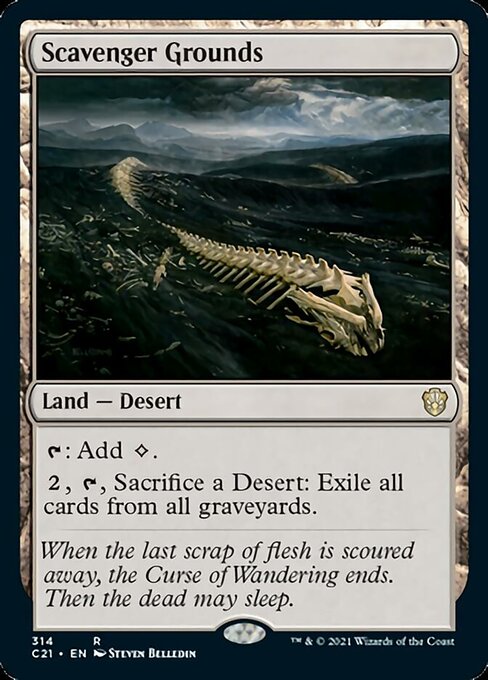 Scavenger Grounds
Land — Desert
: Add .
2, , Sacrifice a Desert: Exile all
cards from all graveyards.
When the last scrap of flesh is scoured
away, the Curse of Wandering ends.
Then the dead may sleep.
314 R
C21 • EN Steven Belledin
™ & © 2021 Wizards of the Coast